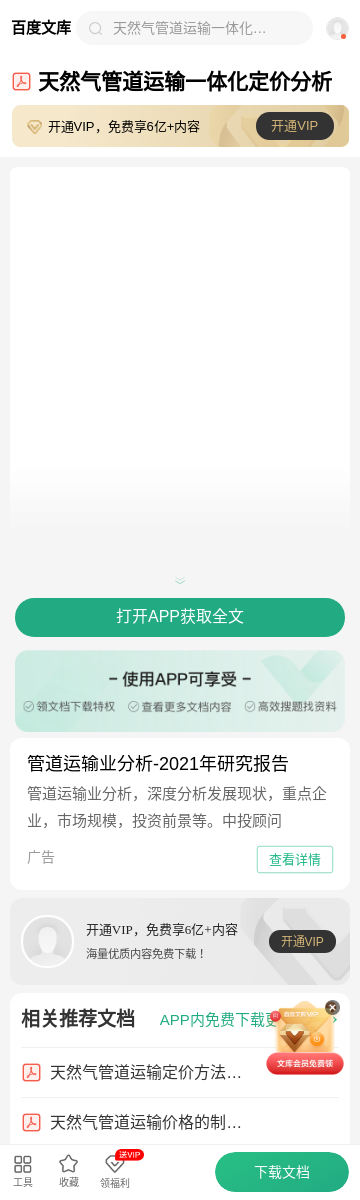 百度文库
天然气管道运输一体化…
天然气管道运输一体化定价分析
开通VIP，免费享6亿+内容
开通VIP
打开APP获取全文
– 使用APP可享受 –
领文档下载特权
查看更多文档内容
高效搜题找资料
管道运输业分析-2021年研究报告
管道运输业分析，深度分析发展现状，重点企
业，市场规模，投资前景等。中投顾问
广告
查看详情
开通VIP，免费享6亿+内容
海量优质内容免费下载！
开通VIP
相关推荐文档
APP内免费下载更
文库会员免费领
天然气管道运输定价方法…
天然气管道运输价格的制…
送VIP
工具
收藏
领福利
下载文档